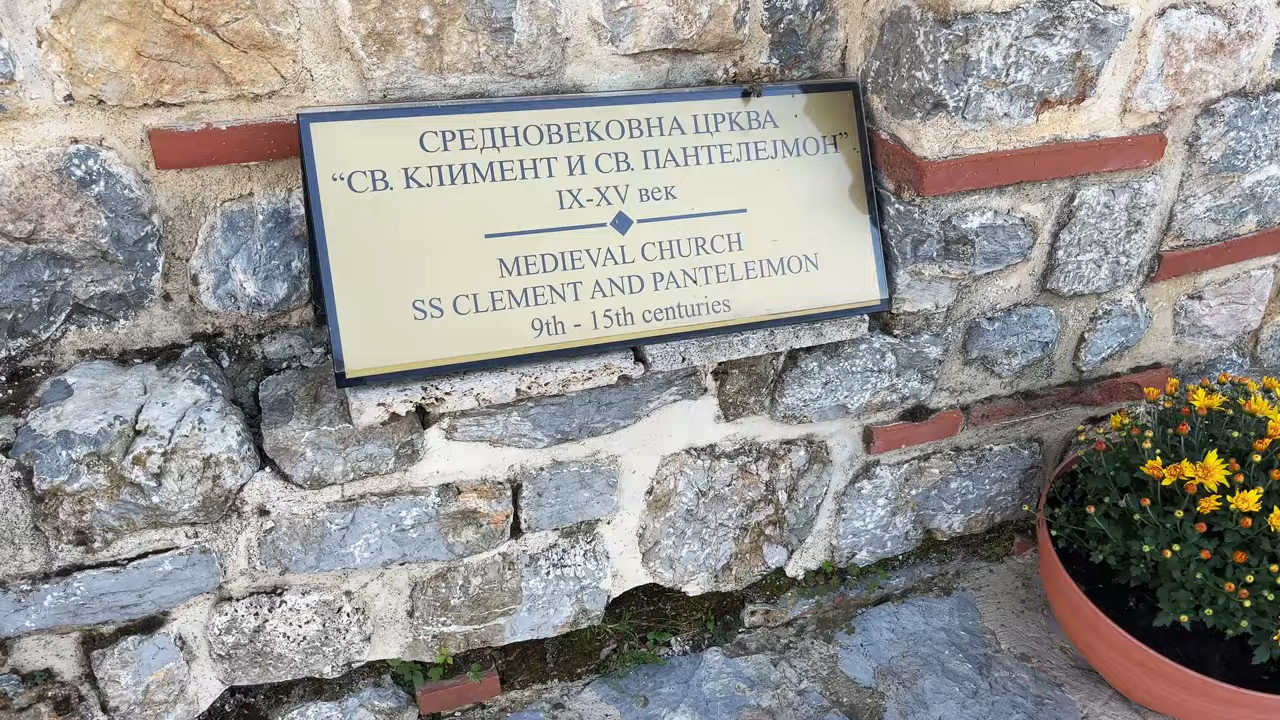 СРЕДНОВЕКОВНА ЦРКВА
“СВ. КЛИМЕНТ И СВ. ПАНТЕЛЕЈМОН”
IX-XV век
MEDIEVAL CHURCH
SS CLEMENT AND PANTELEIMON
9th - 15th centuries